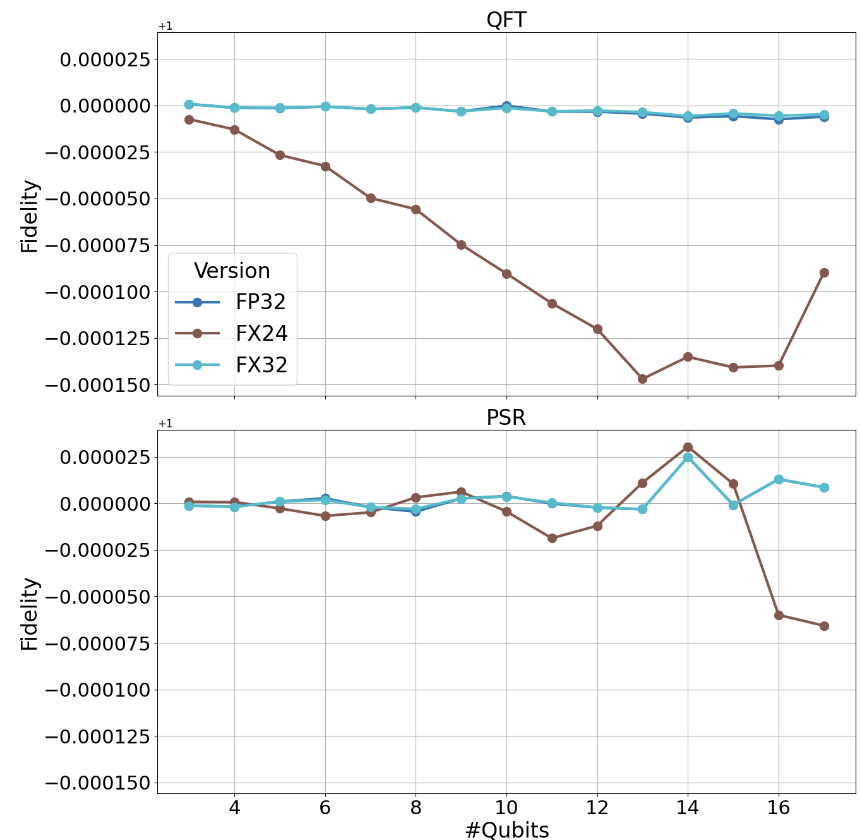 QFT
+1
0.000025
0.000000
−0.000025
−0.000050
−0.000075
−0.000100
−0.000125
−0.000150
Fidelity
Version
FP32
FX24
FX32
PSR
+1
0.000025
0.000000
−0.000025
−0.000050
−0.000075
−0.000100
−0.000125
−0.000150
Fidelity
4 6 8 10 12 14 16
#Qubits